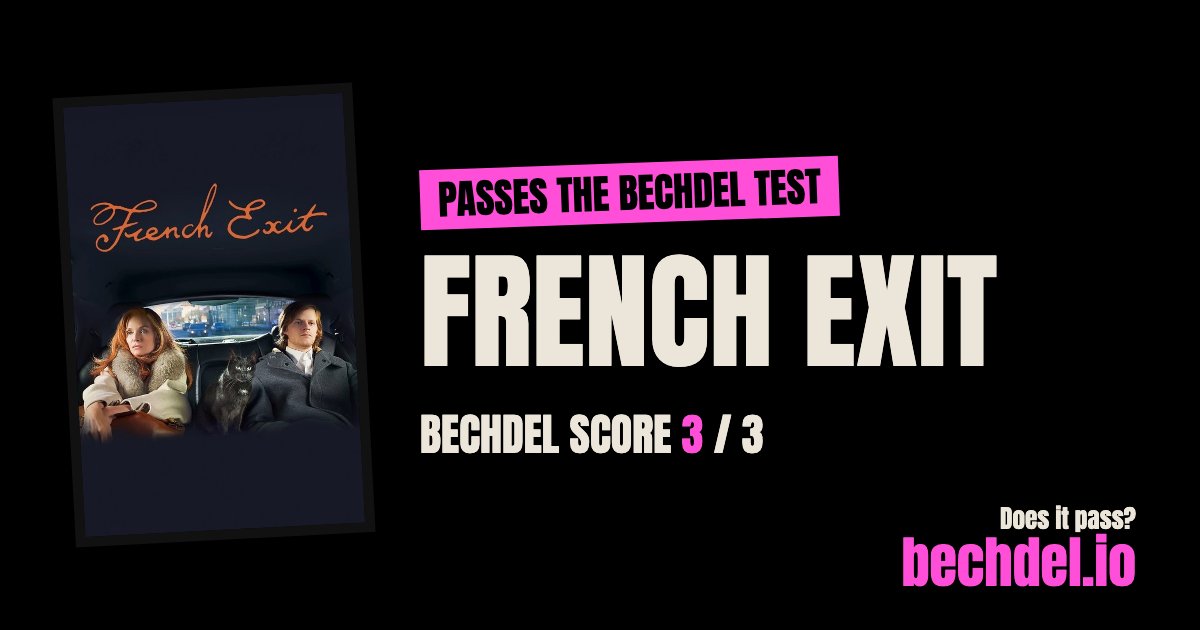 French Exit
PASSES THE BECHDEL TEST
FRENCH EXIT
BECHDEL SCORE 3 / 3
Does it pass?
bechdel.io